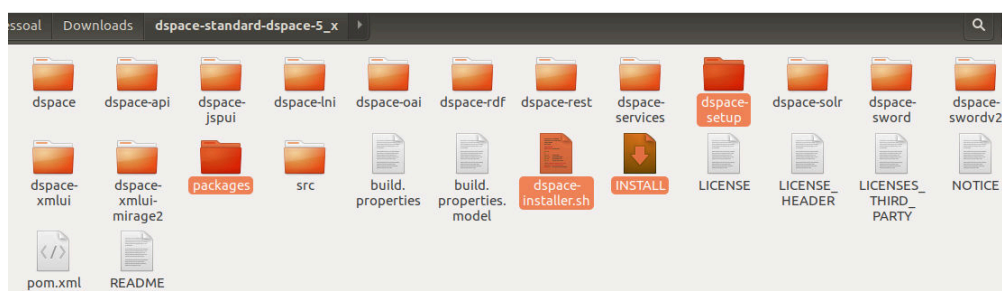 Downloads dspace-standard-dspace-5_x
dspace dspace-api dspace- dspace-lni dspace-oai dspace-rdf dspace-rest dspace- dspace- dspace-solr dspace- dspace-
jspui services setup sword swordv2
dspace- dspace- packages src build. build. dspace- INSTALL LICENSE LICENSE_ LICENSES_ NOTICE
xmlui xmlui- properties properties. installer.sh HEADER THIRD_
mirage2 model PARTY
pom.xml README